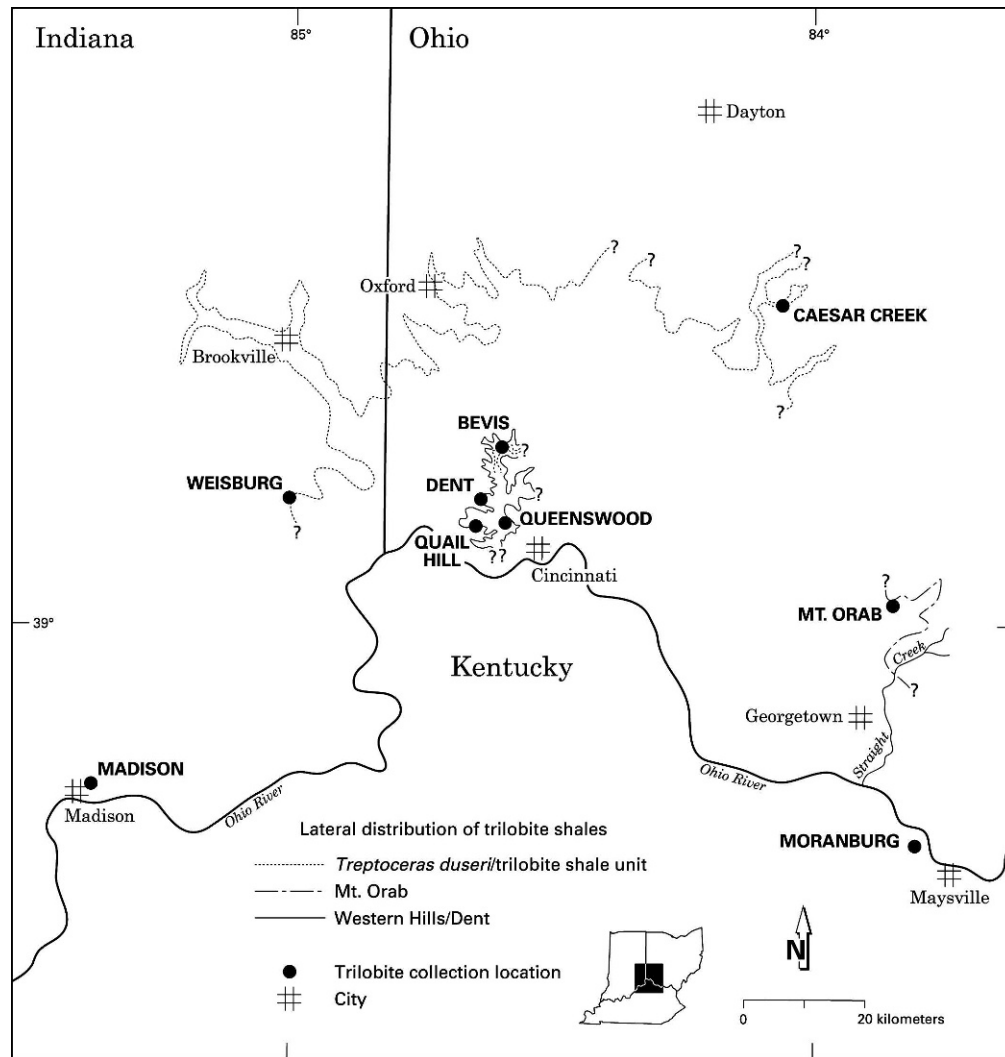 Indiana
85°
Ohio
84°
Dayton
?
?
?
?
Oxford
CAESAR CREEK
Brookville
?
BEVIS
?
WEISBURG
DENT
?
QUEENSWOOD
?
QUAIL
HILL
??
Cincinnati
?
MT. ORAB
39°
Creek
Kentucky
?
Georgetown
Straight
MADISON
Ohio River
Madison
Ohio River
Lateral distribution of trilobite shales
MORANBURG
Treptoceras duseri/trilobite shale unit
Mt. Orab
Maysville
Western Hills/Dent
N
Trilobite collection location
City
0
20 kilometers